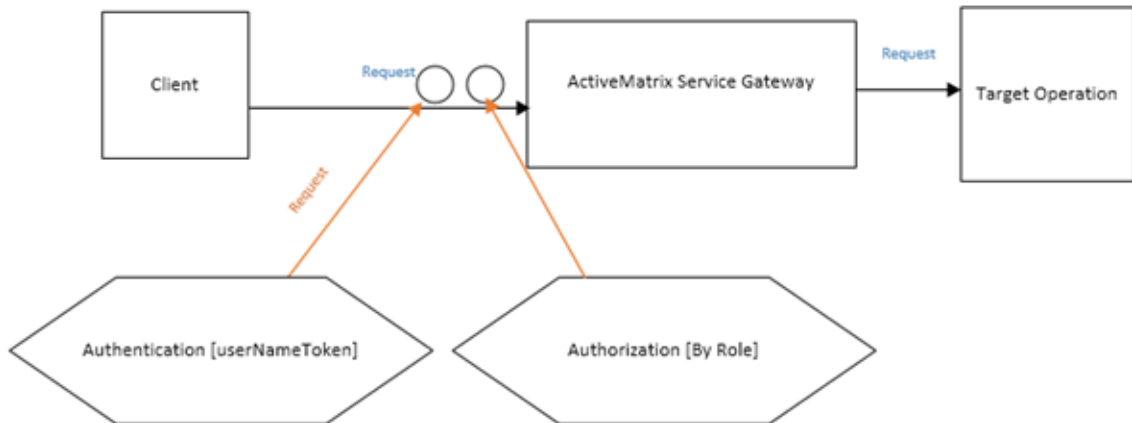 Client
Request
ActiveMatrix Service Gateway
Request
Target Operation
Request
Authentication [userNameToken]
Authorization [By Role]